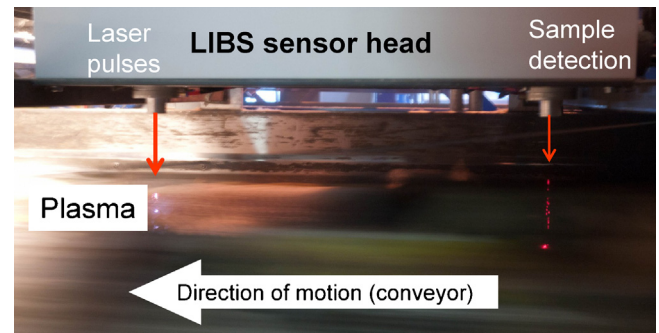 Laser
pulses
LIBS sensor head
Sample
detection
Plasma
Direction of motion (conveyor)